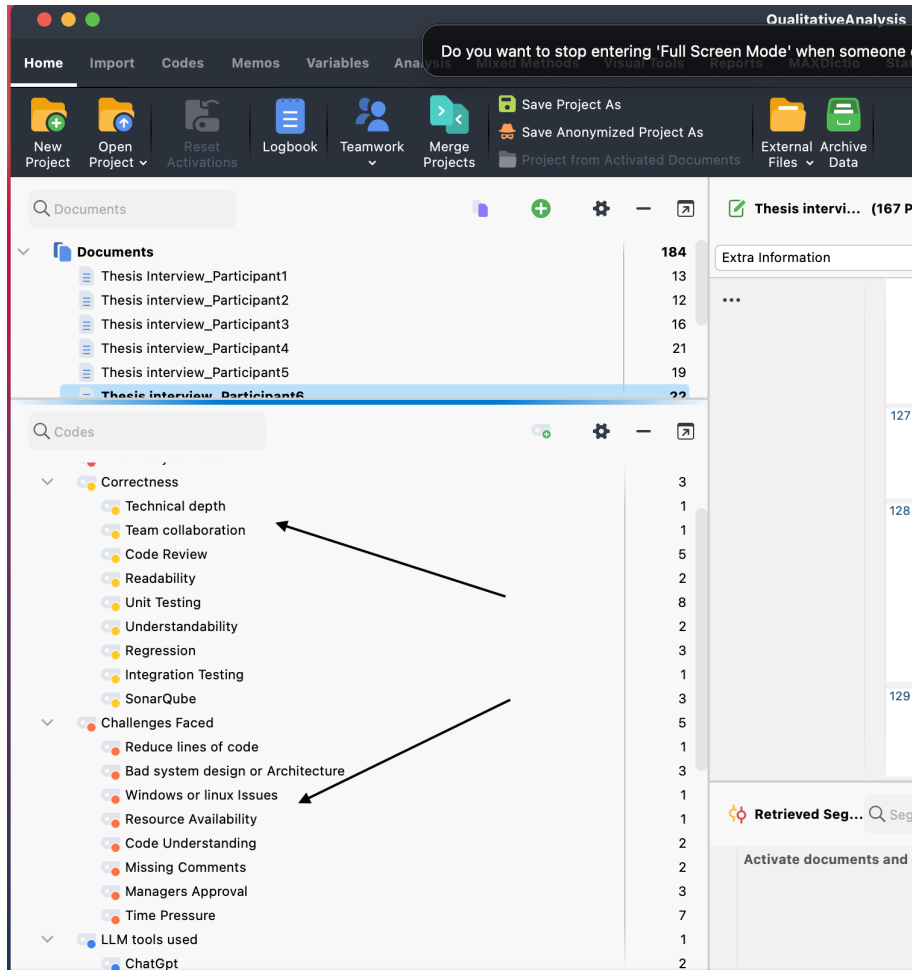 QualitativeAnalysis
Do you want to stop entering 'Full Screen Mode' when someone
Home Import Codes Memos Variables Analysis Mixed Methods Visual Tools Reports MAXDictio
New Project
Open Project
Reset Activations
Logbook
Teamwork
Merge Projects
Save Project As
Save Anonymized Project As
Project from Activated Documents
External Files
Archive Data
Documents
Thesis intervi... (167 P
Documents 184
Extra Information
Thesis Interview_Participant1 13
Thesis interview_Participant2 12
Thesis interview_Participant3 16
Thesis interview_Participant4 21
Thesis interview_Participant5 19
Thesis interview_Participant6 22
Codes
127
Correctness 3
Technical depth 1
128
Team collaboration 1
Code Review 5
Readability 2
Unit Testing 8
Understandability 2
Regression 3
Integration Testing 1
129
SonarQube 3
Challenges Faced 5
Reduce lines of code 1
Bad system design or Architecture 3
Windows or linux Issues 1
Resource Availability 1
Retrieved Seg... Seg
Code Understanding 2
Activate documents and
Missing Comments 2
Managers Approval 3
Time Pressure 7
LLM tools used 1
ChatGpt 2